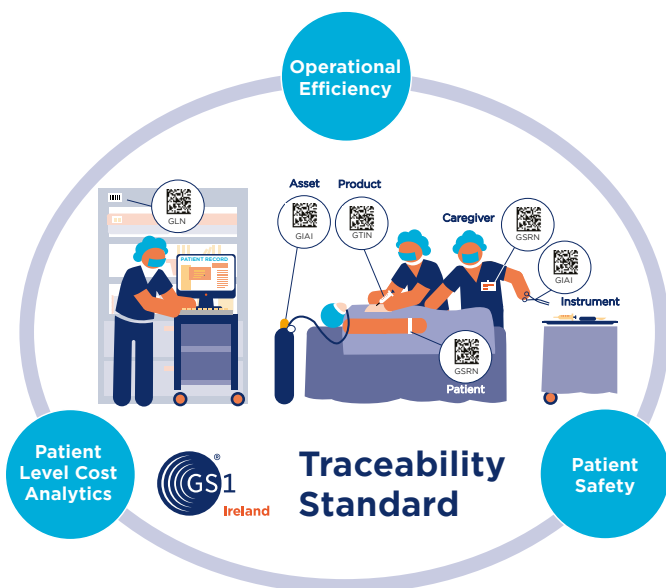 Operational
Efficiency
Asset
Product
GLN
GIAI
GTIN
Caregiver
GSRN
GIAI
PATIENT RECORD
Instrument
GSRN
Patient
Patient
Level Cost
Analytics
GS1
®
Ireland
Traceability
Standard
Patient
Safety